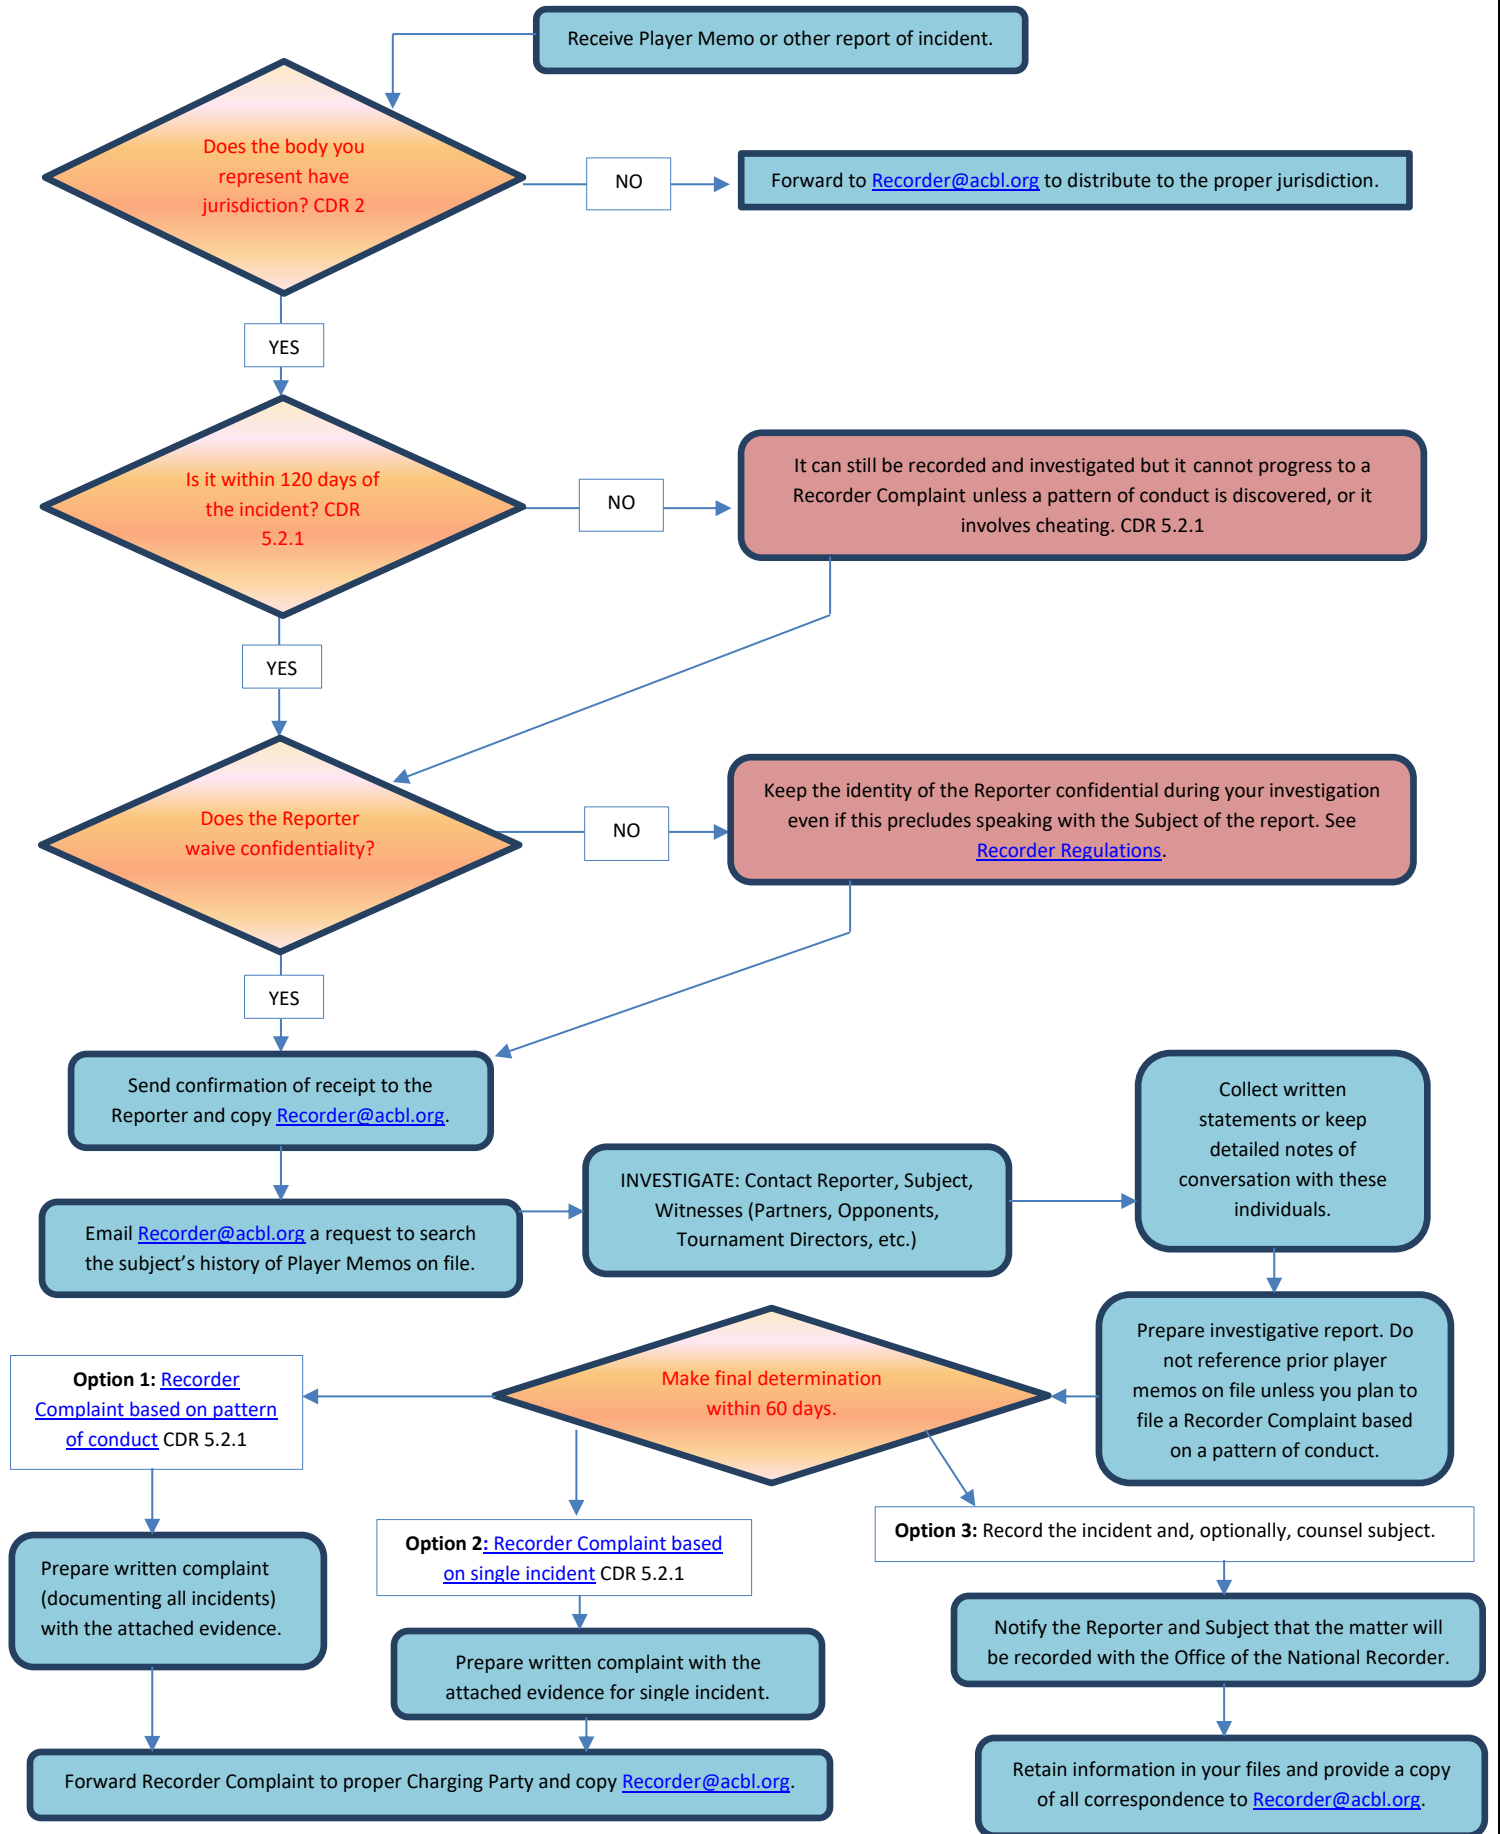 Receive Player Memo or other report of incident.
Does the body you
represent have
jurisdiction? CDR 2
NO
Forward to Recorder@acbl.org to distribute to the proper jurisdiction.
YES
Is it within 120 days of
the incident? CDR
5.2.1
NO
It can still be recorded and investigated but it cannot progress to a
Recorder Complaint unless a pattern of conduct is discovered, or it
involves cheating. CDR 5.2.1
YES
Does the Reporter
waive confidentiality?
NO
Keep the identity of the Reporter confidential during your investigation
even if this precludes speaking with the Subject of the report. See
Recorder Regulations.
YES
Send confirmation of receipt to the
Reporter and copy Recorder@acbl.org.
Email Recorder@acbl.org a request to search
the subject’s history of Player Memos on file.
INVESTIGATE: Contact Reporter, Subject,
Witnesses (Partners, Opponents,
Tournament Directors, etc.)
Collect written
statements or keep
detailed notes of
conversation with these
individuals.
Prepare investigative report. Do
not reference prior player
memos on file unless you plan to
file a Recorder Complaint based
on a pattern of conduct.
Make final determination
within 60 days.
Option 1: Recorder
Complaint based on pattern
of conduct CDR 5.2.1
Prepare written complaint
(documenting all incidents)
with the attached evidence.
Option 2: Recorder Complaint based
on single incident CDR 5.2.1
Prepare written complaint with the
attached evidence for single incident.
Forward Recorder Complaint to proper Charging Party and copy Recorder@acbl.org.
Option 3: Record the incident and, optionally, counsel subject.
Notify the Reporter and Subject that the matter will
be recorded with the Office of the National Recorder.
Retain information in your files and provide a copy
of all correspondence to Recorder@acbl.org.